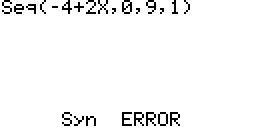 Seq(-4+2X,0,9,1)
Syn ERROR